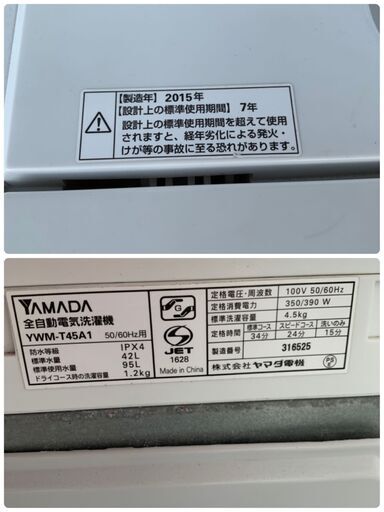 【製造年】2015年
【設計上の標準使用期間】7年
設計上の標準使用期間を超えて使用
されますと、経年劣化による発火・
けが等の事故に至る恐れがあります。
YAMADA
全自動電気洗濯機
YWM-T45A1 50/60Hz用
防水等級 IPX4
標準水量 42L
標準使用水量 95L
ドライコース時の洗濯容量 1.2kg
G
S
JET
1628
Made in China
定格電圧・周波数 100V 50/60Hz
定格消費電力 350/390 W
標準洗濯容量 4.5kg
定格時間 標準コース スピードコース 洗いのみ
34分 24分 15分
製造番号 316525
株式会社 ヤマダ電機
PSE